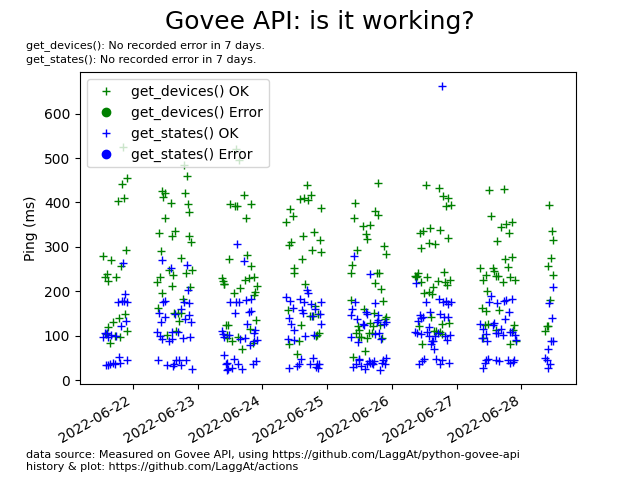 Govee API: is it working?
get_devices(): No recorded error in 7 days.
get_states(): No recorded error in 7 days.
get_devices() OK
get_devices() Error
get_states() OK
get_states() Error
Ping (ms)
600
500
400
300
200
100
0
2022-06-22
2022-06-23
2022-06-24
2022-06-25
2022-06-26
2022-06-27
2022-06-28
data source: Measured on Govee API, using https://github.com/LaggAt/python-govee-api
history & plot: https://github.com/LaggAt/actions